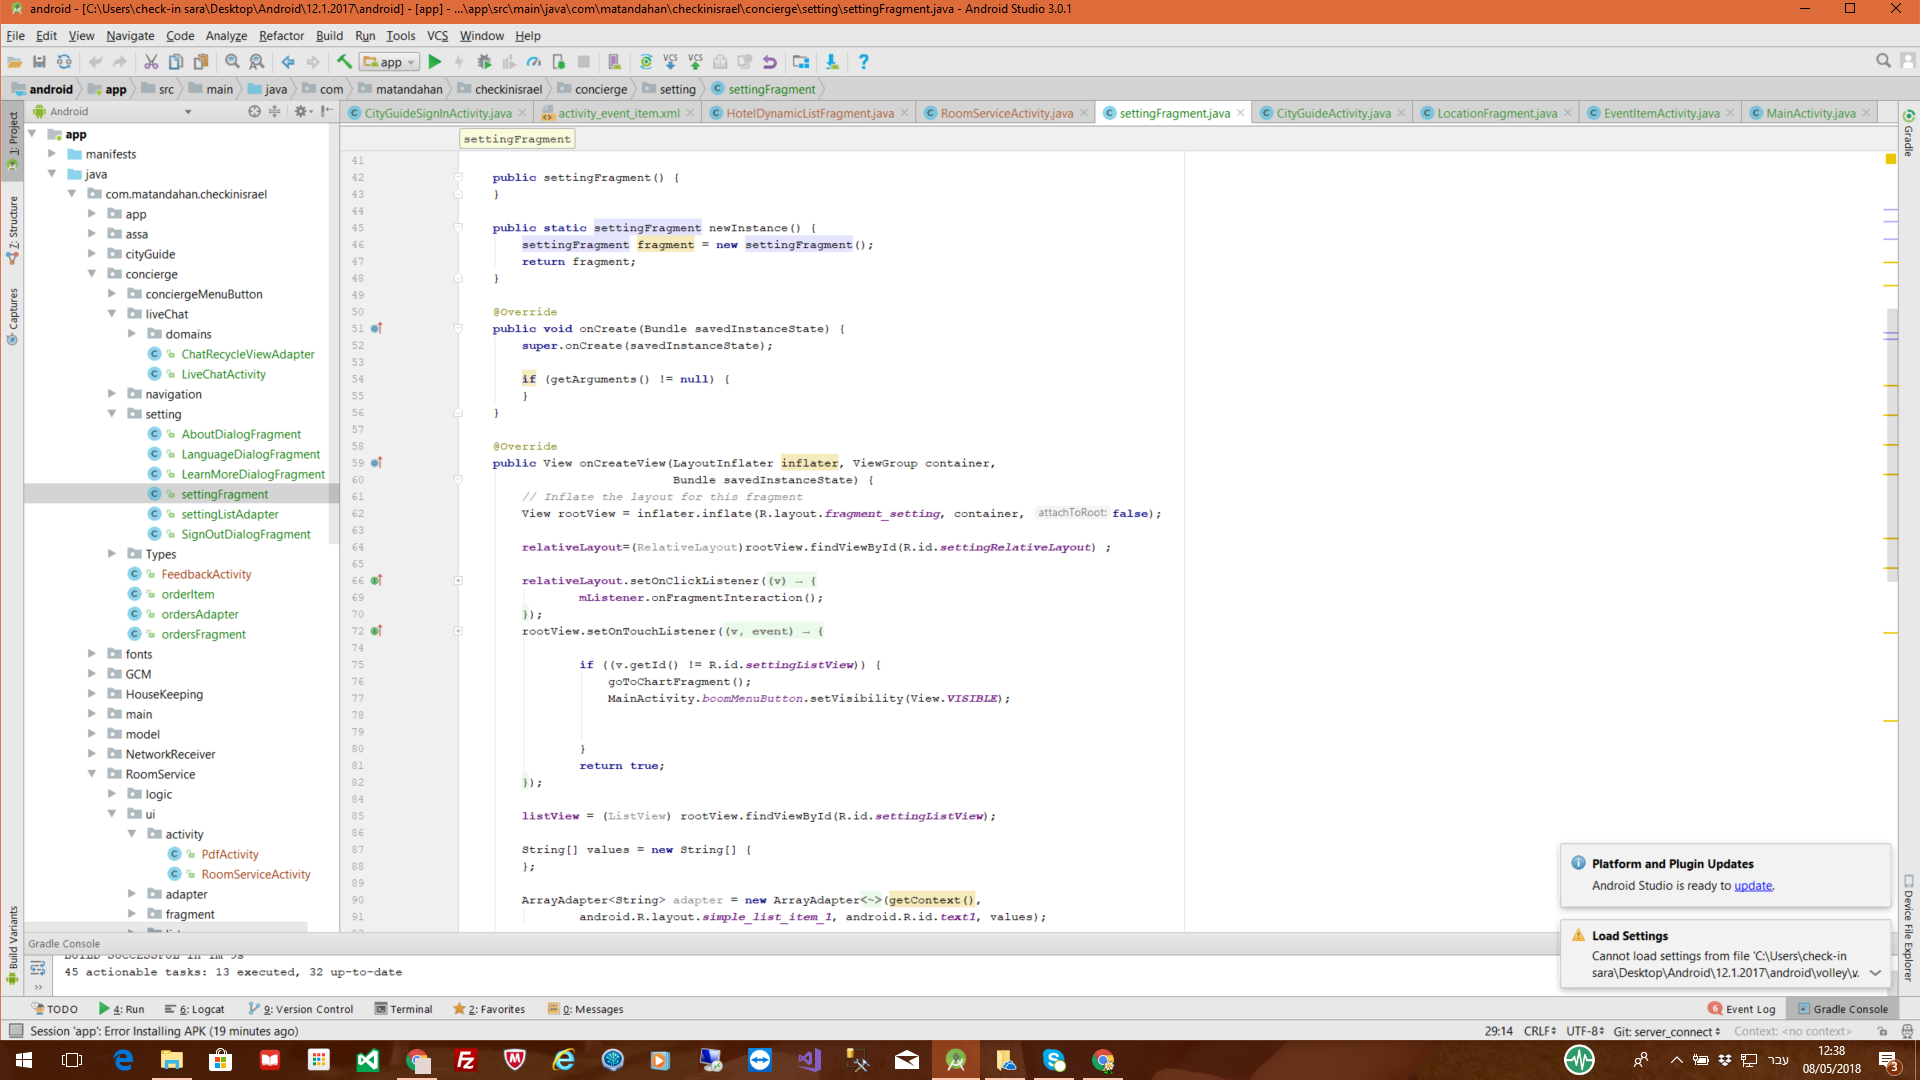 android - [C:\Users\check-in sara\Desktop\Android\12.1.2017\android] - [app] - ...\app\src\main\java\com\matandahan\checkinisrael\concierge\setting\settingFragment.java - Android Studio 3.0.1
File Edit View Navigate Code Analyze Refactor Build Run Tools VCS Window Help
app
android app src main java com matandahan checkinisrael concierge setting settingFragment
Android
CityGuideSignInActivity.java activity_event_item.xml HotelDynamicListFragment.java RoomServiceActivity.java settingFragment.java CityGuideActivity.java LocationFragment.java EventItemActivity.java MainActivity.java
settingFragment
1: Project
7: Structure
Captures
Build Variants
app
manifests
java
com.matandahan.checkinisrael
app
assa
cityGuide
concierge
conciergeMenuButton
liveChat
domains
ChatRecycleViewAdapter
LiveChatActivity
navigation
setting
AboutDialogFragment
LanguageDialogFragment
LearnMoreDialogFragment
settingFragment
settingListAdapter
SignOutDialogFragment
Types
FeedbackActivity
orderItem
ordersAdapter
ordersFragment
fonts
GCM
HouseKeeping
main
model
NetworkReceiver
RoomService
logic
ui
activity
PdfActivity
RoomServiceActivity
adapter
fragment
41
42 public settingFragment() {
43 }
44
45 public static settingFragment newInstance() {
46 settingFragment fragment = new settingFragment();
47 return fragment;
48 }
49
50 @Override
51 public void onCreate(Bundle savedInstanceState) {
52 super.onCreate(savedInstanceState);
53
54 if (getArguments() != null) {
55 }
56 }
57
58 @Override
59 public View onCreateView(LayoutInflater inflater, ViewGroup container,
60 Bundle savedInstanceState) {
61 // Inflate the layout for this fragment
62 View rootView = inflater.inflate(R.layout.fragment_setting, container, attachToRoot: false);
63
64 relativeLayout=(RelativeLayout)rootView.findViewById(R.id.settingRelativeLayout) ;
65
66 relativeLayout.setOnClickListener((v) → {
69 mListener.onFragmentInteraction();
70 });
72 rootView.setOnTouchListener((v, event) → {
74
75 if ((v.getId() != R.id.settingListView)) {
76 goToChartFragment();
77 MainActivity.boomMenuButton.setVisibility(View.VISIBLE);
78
79
80 }
81 return true;
82 });
84
85 listView = (ListView) rootView.findViewById(R.id.settingListView);
86
87 String[] values = new String[] {
88 };
89
90 ArrayAdapter<String> adapter = new ArrayAdapter<~>(getContext(),
91 android.R.layout.simple_list_item_1, android.R.id.text1, values);
Gradle
Device File Explorer
Platform and Plugin Updates
Android Studio is ready to update.
Load Settings
Cannot load settings from file 'C:\Users\check-in
sara\Desktop\Android\12.1.2017\android\volley\v.
Gradle Console
BUILD SUCCESSFUL in 1m 9s
45 actionable tasks: 13 executed, 32 up-to-date
TODO 4: Run 6: Logcat 9: Version Control Terminal 2: Favorites 0: Messages 6 Event Log Gradle Console
Session 'app': Error Installing APK (19 minutes ago) 29:14 CRLF UTF-8 Git: server_connect Context: <no context>
עבר
12:38
08/05/2018
3